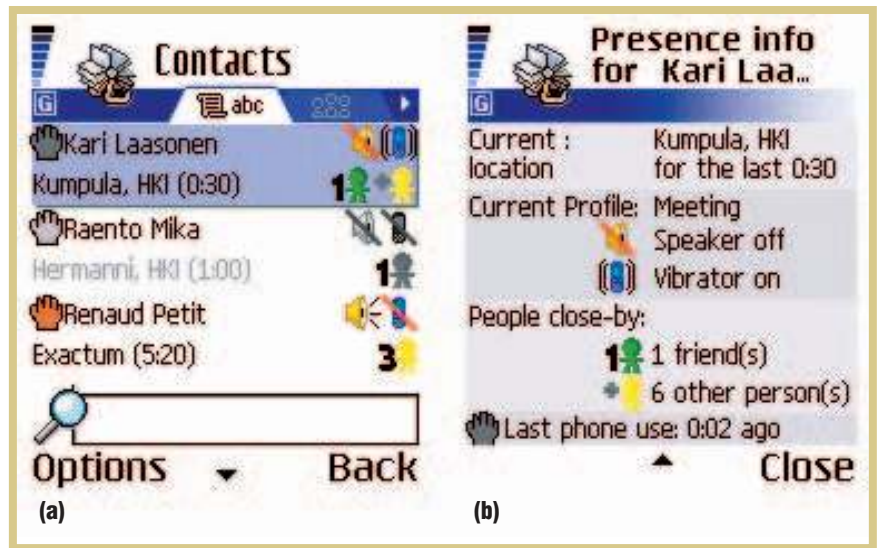 Contacts
G abc
Kari Laasonen
Kumpula, HKI (0:30) 1
Raento Mika
Hermanni, HKI (1:00) 1
Renaud Petit
Exactum (5:20) 3
Options Back
(a)
Presence info
for Kari Laa...
G
Current : Kumpula, HKI
location for the last 0:30
Current Profile: Meeting
Speaker off
Vibrator on
People close-by:
1 1 friend(s)
6 other person(s)
Last phone use: 0:02 ago
Close
(b)